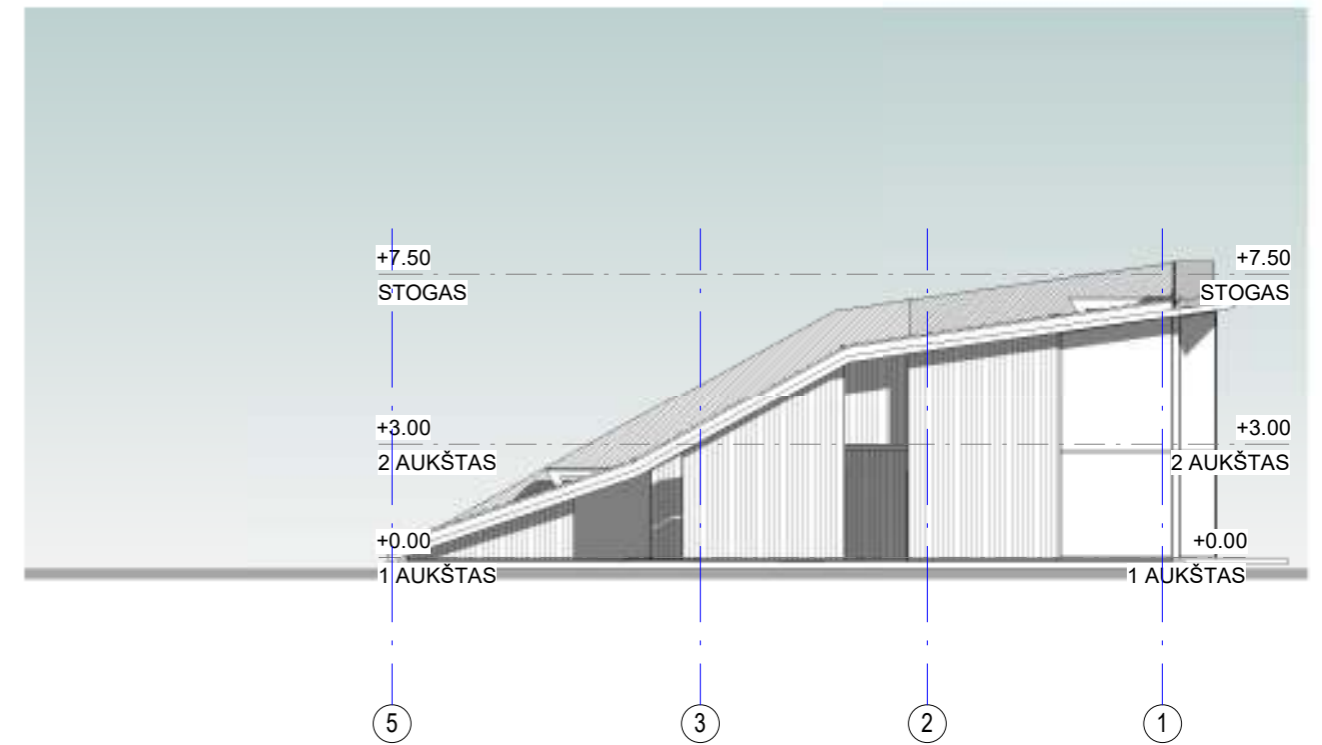 +7.50
+7.50
STOGAS
STOGAS
+3.00
+3.00
2 AUKŠTAS
2 AUKŠTAS
+0.00
+0.00
1 AUKŠTAS
1 AUKŠTAS
5
3
2
1